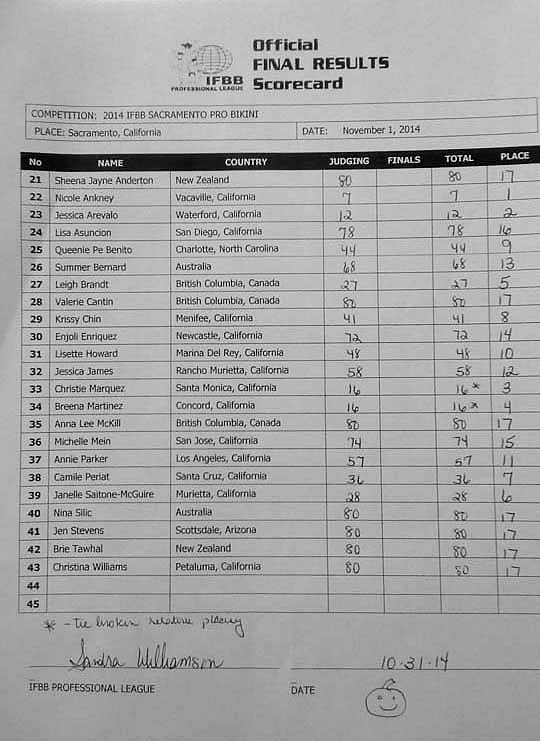 Official
FINAL RESULTS
Scorecard
IFBB
PROFESSIONAL LEAGUE
COMPETITION: 2014 IFBB SACRAMENTO PRO BIKINI
PLACE: Sacramento, California DATE: November 1, 2014
No NAME COUNTRY JUDGING FINALS TOTAL PLACE
21 Sheena Jayne Anderton New Zealand 80 80 17
22 Nicole Ankney Vacaville, California 7 7 1
23 Jessica Arevalo Waterford, California 12 12 2
24 Lisa Asuncion San Diego, California 78 78 16
25 Queenie Pe Benito Charlotte, North Carolina 44 44 9
26 Summer Bernard Australia 68 68 13
27 Leigh Brandt British Columbia, Canada 27 27 5
28 Valerie Cantin British Columbia, Canada 80 80 17
29 Krissy Chin Menifee, California 41 41 8
30 Enjoli Enriquez Newcastle, California 72 72 14
31 Lisette Howard Marina Del Rey, California 48 48 10
32 Jessica James Rancho Murietta, California 58 58 12
33 Christie Marquez Santa Monica, California 16 16* 3
34 Breena Martinez Concord, California 16 16* 4
35 Anna Lee McKill British Columbia, Canada 80 80 17
36 Michelle Mein San Jose, California 74 74 15
37 Annie Parker Los Angeles, California 57 57 11
38 Camile Periat Santa Cruz, California 36 36 7
39 Janelle Saitone-McGuire Murietta, California 28 28 6
40 Nina Silic Australia 80 80 17
41 Jen Stevens Scottsdale, Arizona 80 80 17
42 Brie Tawhal New Zealand 80 80 17
43 Christina Williams Petaluma, California 80 80 17
44
45
* - tie broken relative placing
Sandra Williamson 10-31-14
IFBB PROFESSIONAL LEAGUE DATE